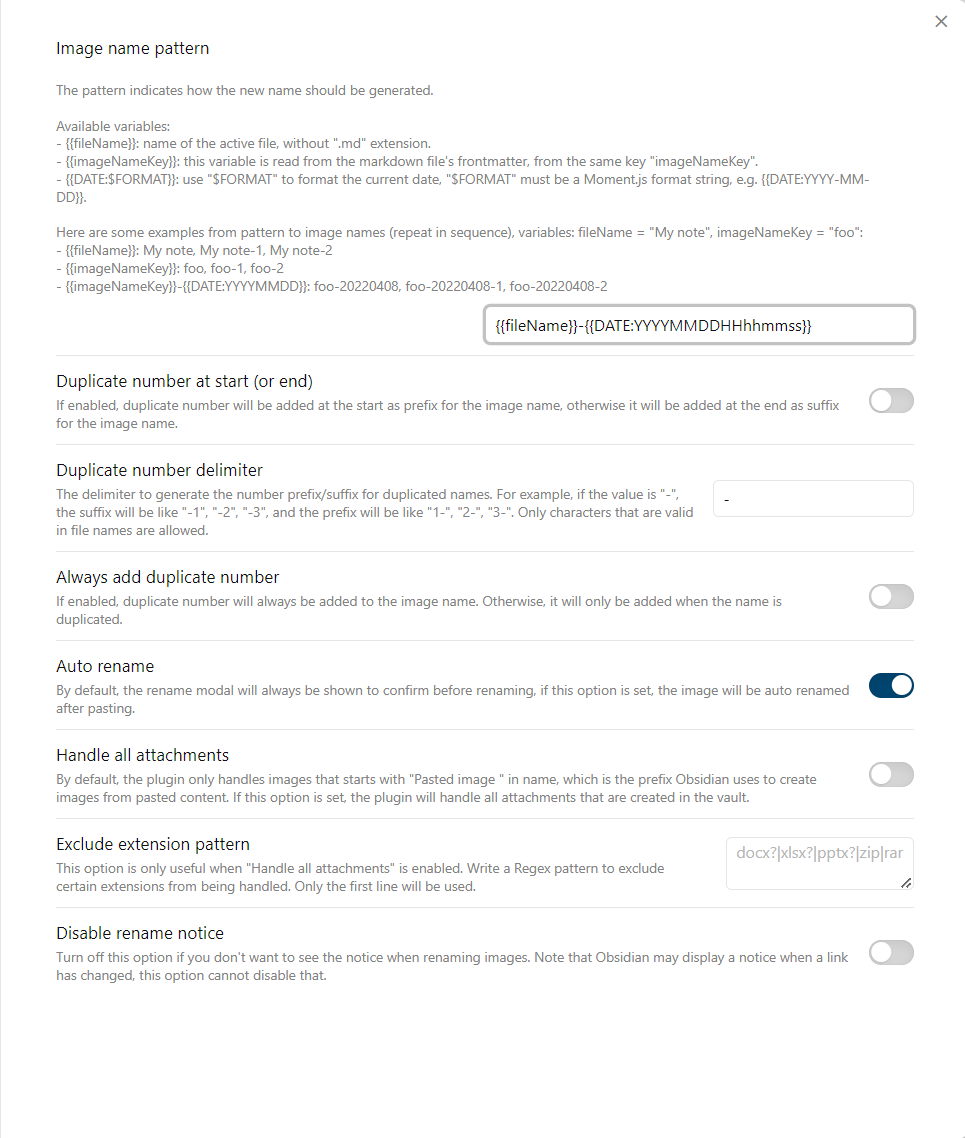 Image name pattern
The pattern indicates how the new name should be generated.
Available variables:
- {{fileName}}: name of the active file, without ".md" extension.
- {{imageNameKey}}: this variable is read from the markdown file's frontmatter, from the same key "imageNameKey".
- {{DATE:$FORMAT}}: use "$FORMAT" to format the current date, "$FORMAT" must be a Moment.js format string, e.g. {{DATE:YYYY-MM-
DD}}.
Here are some examples from pattern to image names (repeat in sequence), variables: fileName = "My note", imageNameKey = "foo":
- {{fileName}}: My note, My note-1, My note-2
- {{imageNameKey}}: foo, foo-1, foo-2
- {{imageNameKey}}-{{DATE:YYYYMMDD}}: foo-20220408, foo-20220408-1, foo-20220408-2
{{fileName}}-{{DATE:YYYYMMDDHHhhmmss}}
Duplicate number at start (or end)
If enabled, duplicate number will be added at the start as prefix for the image name, otherwise it will be added at the end as suffix
for the image name.
Duplicate number delimiter
The delimiter to generate the number prefix/suffix for duplicated names. For example, if the value is "-",
the suffix will be like "-1", "-2", "-3", and the prefix will be like "1-", "2-", "3-". Only characters that are valid
in file names are allowed.
-
Always add duplicate number
If enabled, duplicate number will always be added to the image name. Otherwise, it will only be added when the name is
duplicated.
Auto rename
By default, the rename modal will always be shown to confirm before renaming, if this option is set, the image will be auto renamed
after pasting.
Handle all attachments
By default, the plugin only handles images that starts with "Pasted image " in name, which is the prefix Obsidian uses to create
images from pasted content. If this option is set, the plugin will handle all attachments that are created in the vault.
Exclude extension pattern
This option is only useful when "Handle all attachments" is enabled. Write a Regex pattern to exclude
certain extensions from being handled. Only the first line will be used.
docx?|xlsx?|pptx?|zip|rar
Disable rename notice
Turn off this option if you don't want to see the notice when renaming images. Note that Obsidian may display a notice when a link
has changed, this option cannot disable that.